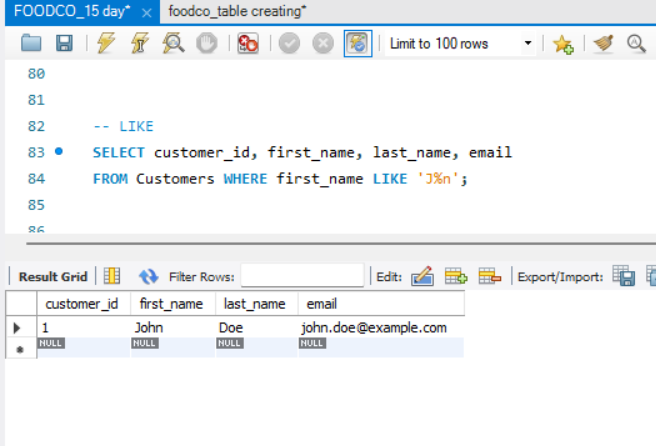 FOODCO_15 day* × foodco_table creating*
Limit to 100 rows
80
81
82 -- LIKE
83 SELECT customer_id, first_name, last_name, email
84 FROM Customers WHERE first_name LIKE 'J%n';
85
86
Result Grid Filter Rows: Edit: Export/Import:
customer_id first_name last_name email
1 John Doe john.doe@example.com
NULL NULL NULL NULL